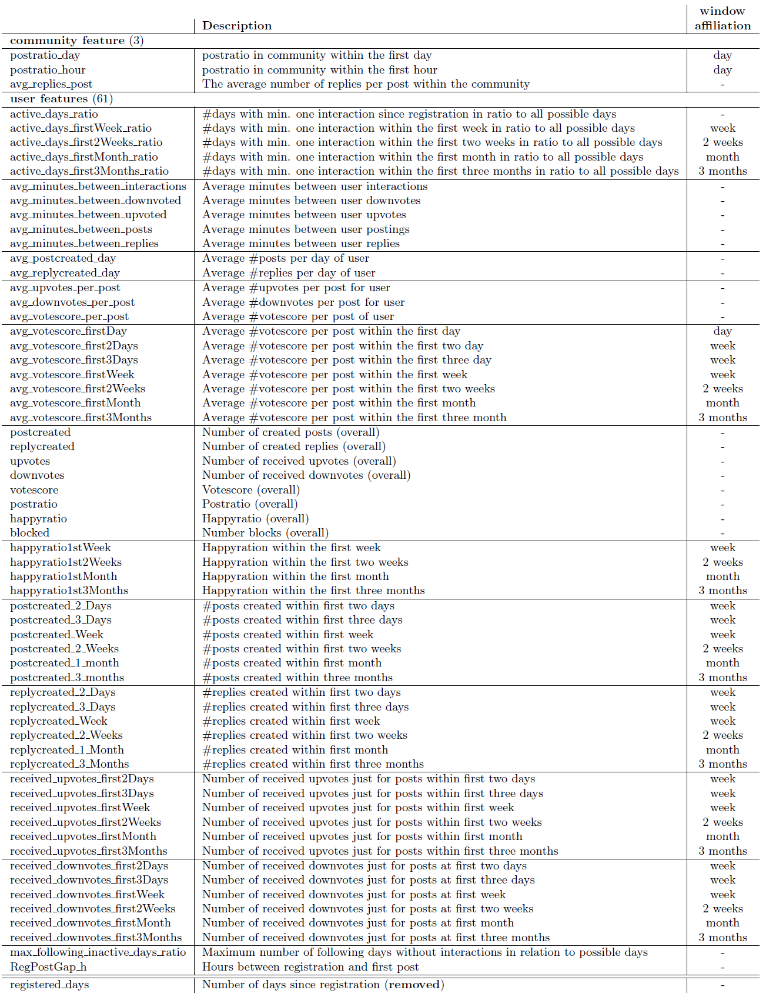 window
Description affiliation
community feature (3)
postratio_day postratio in community within the first day day
postratio_hour postratio in community within the first hour day
avg_replies_post The average number of replies per post within the community -
user features (61)
active_days_ratio #days with min. one interaction since registration in ratio to all possible days -
active_days_firstWeek_ratio #days with min. one interaction within the first week in ratio to all possible days week
active_days_first2Weeks_ratio #days with min. one interaction within the first two weeks in ratio to all possible days 2 weeks
active_days_firstMonth_ratio #days with min. one interaction within the first month in ratio to all possible days month
active_days_first3Months_ratio #days with min. one interaction within the first three months in ratio to all possible days 3 months
avg_minutes_between_interactions Average minutes between user interactions -
avg_minutes_between_downvoted Average minutes between user downvotes -
avg_minutes_between_upvoted Average minutes between user upvotes -
avg_minutes_between_posts Average minutes between user postings -
avg_minutes_between_replies Average minutes between user replies -
avg_postcreated_day Average #posts per day of user -
avg_replycreated_day Average #replies per day of user -
avg_upvotes_per_post Average #upvotes per post for user -
avg_downvotes_per_post Average #downvotes per post for user -
avg_votescore_per_post Average #votescore per post of user -
avg_votescore_firstDay Average #votescore per post within the first day day
avg_votescore_first2Days Average #votescore per post within the first two day week
avg_votescore_first3Days Average #votescore per post within the first three day week
avg_votescore_firstWeek Average #votescore per post within the first week week
avg_votescore_first2Weeks Average #votescore per post within the first two weeks 2 weeks
avg_votescore_firstMonth Average #votescore per post within the first month month
avg_votescore_first3Months Average #votescore per post within the first three month 3 months
postcreated Number of created posts (overall) -
replycreated Number of created replies (overall) -
upvotes Number of received upvotes (overall) -
downvotes Number of received downvotes (overall) -
votescore Votescore (overall) -
postratio Postratio (overall) -
happyratio Happyratio (overall) -
blocked Number blocks (overall) -
happyratio1stWeek Happyration within the first week week
happyratio1st2Weeks Happyration within the first two weeks 2 weeks
happyratio1stMonth Happyration within the first month month
happyratio1st3Months Happyration within the first three months 3 months
postcreated_2_Days #posts created within first two days week
postcreated_3_Days #posts created within first three days week
postcreated_Week #posts created within first week week
postcreated_2_Weeks #posts created within first two weeks 2 weeks
postcreated_1_month #posts created within first month month
postcreated_3_months #posts created within three months 3 months
replycreated_2_Days #replies created within first two days week
replycreated_3_Days #replies created within first three days week
replycreated_Week #replies created within first week week
replycreated_2_Weeks #replies created within first two weeks 2 weeks
replycreated_1_Month #replies created within first month month
replycreated_3_Months #replies created within first three months 3 months
received_upvotes_first2Days Number of received upvotes just for posts within first two days week
received_upvotes_first3Days Number of received upvotes just for posts within first three days week
received_upvotes_firstWeek Number of received upvotes just for posts within first week week
received_upvotes_first2Weeks Number of received upvotes just for posts within first two weeks 2 weeks
received_upvotes_firstMonth Number of received upvotes just for posts within first month month
received_upvotes_first3Months Number of received upvotes just for posts within first three months 3 months
received_downvotes_first2Days Number of received downvotes just for posts at first two days week
received_downvotes_first3Days Number of received downvotes just for posts at first three days week
received_downvotes_firstWeek Number of received downvotes just for posts at first week week
received_downvotes_first2Weeks Number of received downvotes just for posts at first two weeks 2 weeks
received_downvotes_firstMonth Number of received downvotes just for posts at first month month
received_downvotes_first3Months Number of received downvotes just for posts at first three months 3 months
max_following_inactive_days_ratio Maximum number of following days without interactions in relation to possible days -
RegPostGap_h Hours between registration and first post -
registered_days Number of days since registration (removed) -